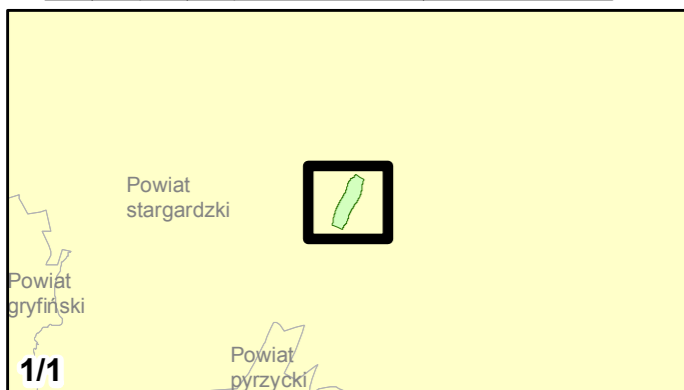 Powiat
stargardzki
Powiat
gryfiński
Powiat
pyrzycki
1/1